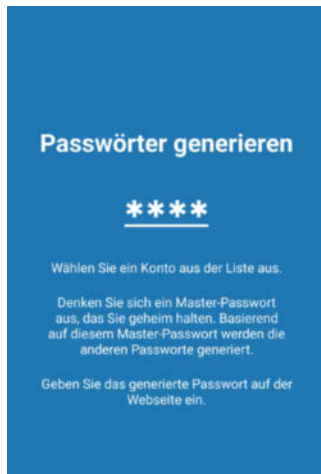 Passwörter generieren
****
Wählen Sie ein Konto aus der Liste aus.
Denken Sie sich ein Master-Passwort
aus, das Sie geheim halten. Basierend
auf diesem Master-Passwort werden die
anderen Passworte generiert.
Geben Sie das generierte Passwort auf der
Webseite ein.